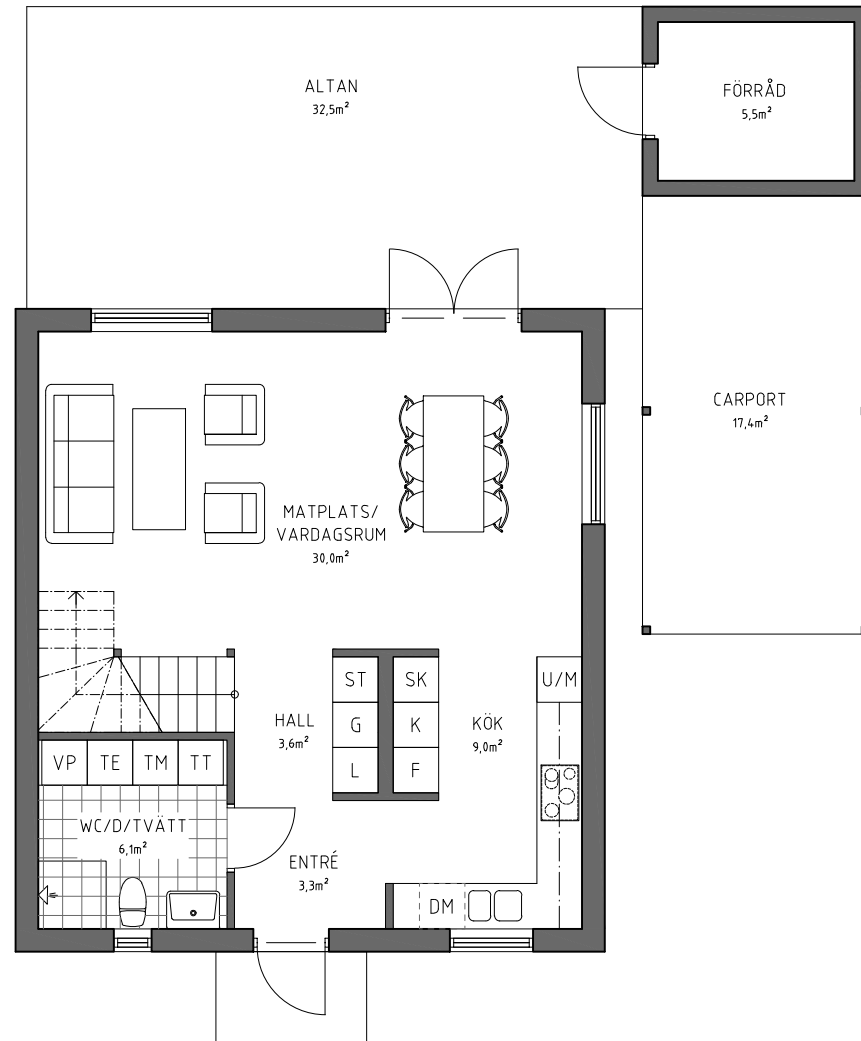 ALTAN
32,5m²
FÖRRÅD
5,5m²
CARPORT
17,4m²
MATPLATS/
VARDAGSRUM
30,0m²
ST
SK
U/M
HALL
3,6m²
G
K
KÖK
9,0m²
L
F
VP
TE
TM
TT
WC/D/TVÄTT
6,1m²
ENTRÉ
3,3m²
DM